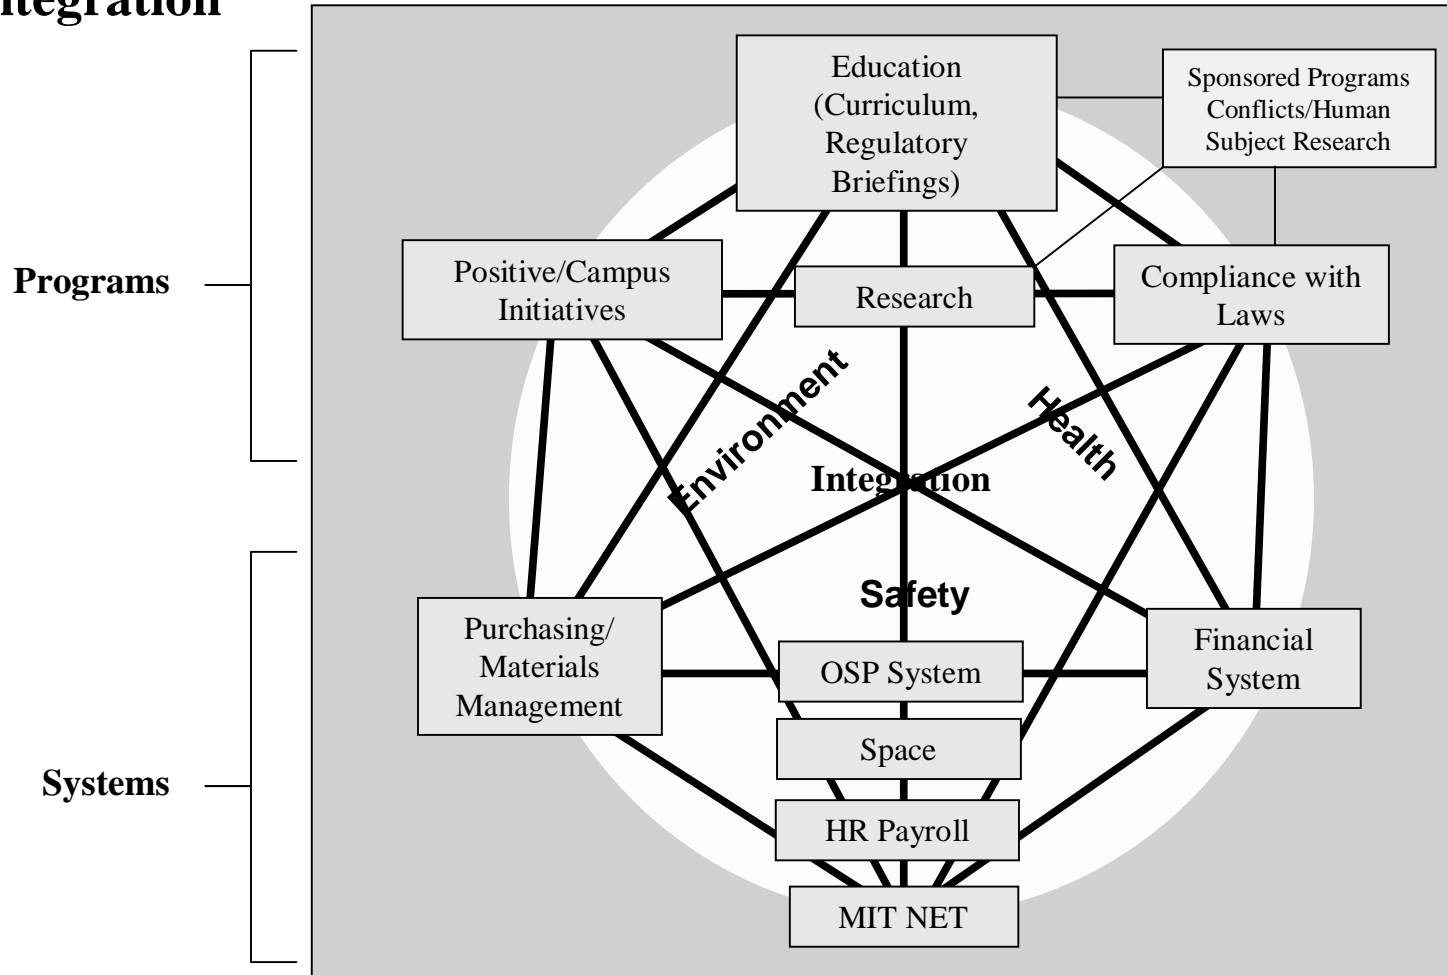 ntegration
Education
(Curriculum,
Regulatory
Briefings)
Sponsored Programs
Conflicts/Human
Subject Research
Programs
Positive/Campus
Initiatives
Research
Compliance with
Laws
Environment
Health
Integration
Safety
Purchasing/
Materials
Management
OSP System
Financial
System
Space
Systems
HR Payroll
MIT NET